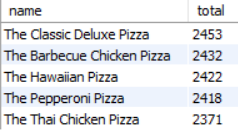 name total
The Classic Deluxe Pizza 2453
The Barbecue Chicken Pizza 2432
The Hawaiian Pizza 2422
The Pepperoni Pizza 2418
The Thai Chicken Pizza 2371